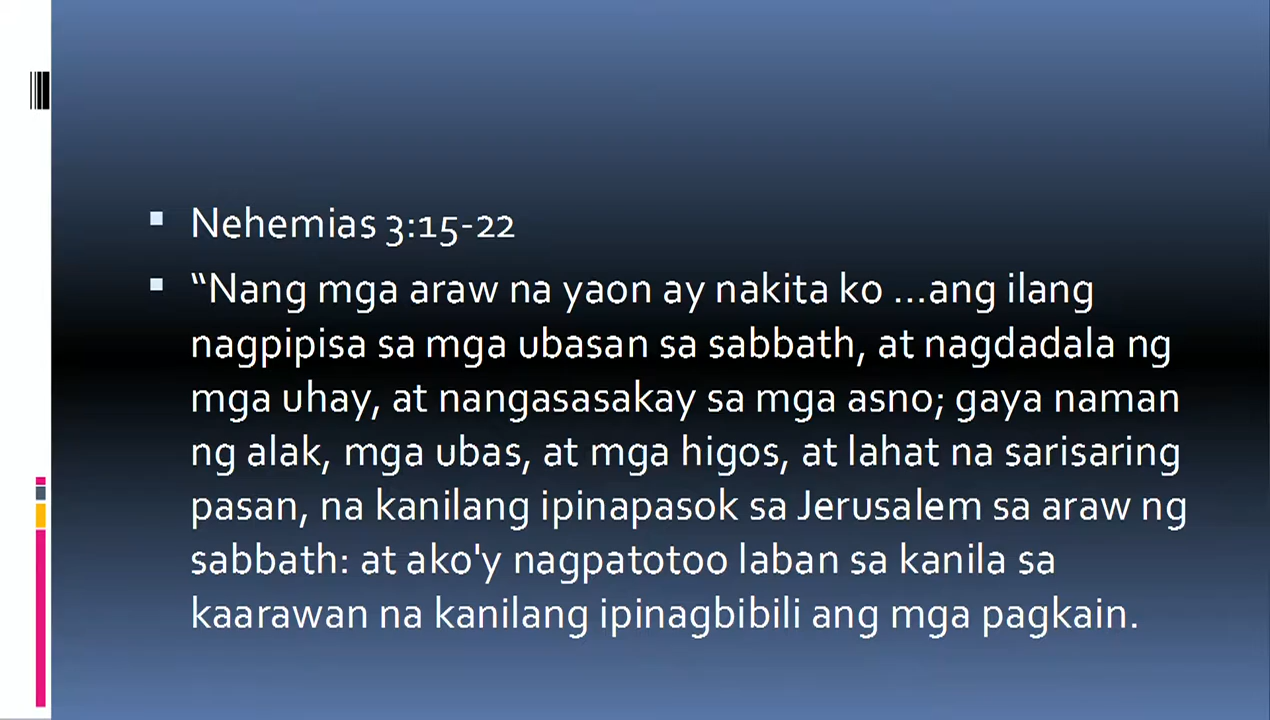 Nehemias 3:15-22
“Nang mga araw na yaon ay nakita ko ...ang ilang
nagpipisa sa mga ubasan sa sabbath, at nagdadala ng
mga uhay, at nangasasakay sa mga asno; gaya naman
ng alak, mga ubas, at mga higos, at lahat na sarisaring
pasan, na kanilang ipinapasok sa Jerusalem sa araw ng
sabbath: at ako'y nagpatotoo laban sa kanila sa
kaarawan na kanilang ipinagbibili ang mga pagkain.